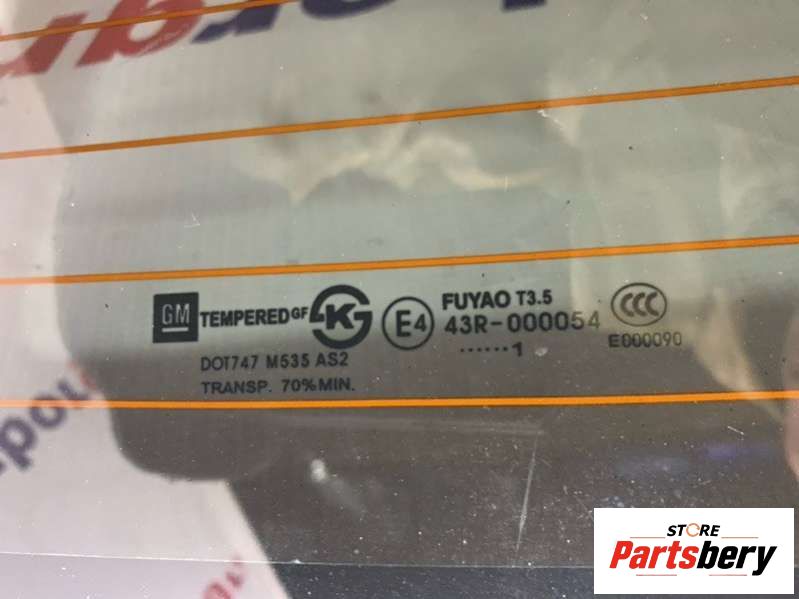 GM TEMPERED GF KS E4 FUYAO T3.5 CCC
43R-000054
E000090
······1
DOT747 M535 AS2
TRANSP. 70%MIN.
STORE
Partsbery